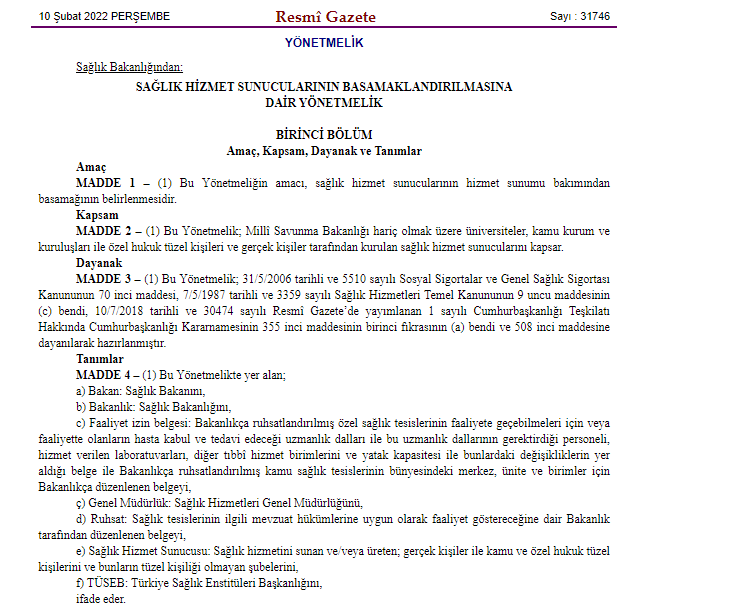 10 Şubat 2022 PERŞEMBE
Resmî Gazete
Sayı : 31746
YÖNETMELİK
Sağlık Bakanlığından:
SAĞLIK HİZMET SUNUCULARININ BASAMAKLANDIRILMASINA
DAİR YÖNETMELİK
BİRİNCİ BÖLÜM
Amaç, Kapsam, Dayanak ve Tanımlar
Amaç
MADDE 1 – (1) Bu Yönetmeliğin amacı, sağlık hizmet sunucularının hizmet sunumu bakımından
basamağının belirlenmesidir.
Kapsam
MADDE 2 – (1) Bu Yönetmelik; Millî Savunma Bakanlığı hariç olmak üzere üniversiteler, kamu kurum ve
kuruluşları ile özel hukuk tüzel kişileri ve gerçek kişiler tarafından kurulan sağlık hizmet sunucularını kapsar.
Dayanak
MADDE 3 – (1) Bu Yönetmelik; 31/5/2006 tarihli ve 5510 sayılı Sosyal Sigortalar ve Genel Sağlık Sigortası
Kanununun 70 inci maddesi, 7/5/1987 tarihli ve 3359 sayılı Sağlık Hizmetleri Temel Kanununun 9 uncu maddesinin
(c) bendi, 10/7/2018 tarihli ve 30474 sayılı Resmî Gazete’de yayımlanan 1 sayılı Cumhurbaşkanlığı Teşkilatı
Hakkında Cumhurbaşkanlığı Kararnamesinin 355 inci maddesinin birinci fıkrasının (a) bendi ve 508 inci maddesine
dayanılarak hazırlanmıştır.
Tanımlar
MADDE 4 – (1) Bu Yönetmelikte yer alan;
a) Bakan: Sağlık Bakanını,
b) Bakanlık: Sağlık Bakanlığını,
c) Faaliyet izin belgesi: Bakanlıkça ruhsatlandırılmış özel sağlık tesislerinin faaliyete geçebilmeleri için veya
faaliyette olanların hasta kabul ve tedavi edeceği uzmanlık dalları ile bu uzmanlık dallarının gerektirdiği personeli,
hizmet verilen laboratuvarları, diğer tıbbî hizmet birimlerini ve yatak kapasitesi ile bunlardaki değişikliklerin yer
aldığı belge ile Bakanlıkça ruhsatlandırılmış kamu sağlık tesislerinin bünyesindeki merkez, ünite ve birimler için
Bakanlıkça düzenlenen belgeyi,
ç) Genel Müdürlük: Sağlık Hizmetleri Genel Müdürlüğünü,
d) Ruhsat: Sağlık tesislerinin ilgili mevzuat hükümlerine uygun olarak faaliyet göstereceğine dair Bakanlık
tarafından düzenlenen belgeyi,
e) Sağlık Hizmet Sunucusu: Sağlık hizmetini sunan ve/veya üreten; gerçek kişiler ile kamu ve özel hukuk tüzel
kişilerini ve bunların tüzel kişiliği olmayan şubelerini,
f) TÜSEB: Türkiye Sağlık Enstitüleri Başkanlığını,
ifade eder.